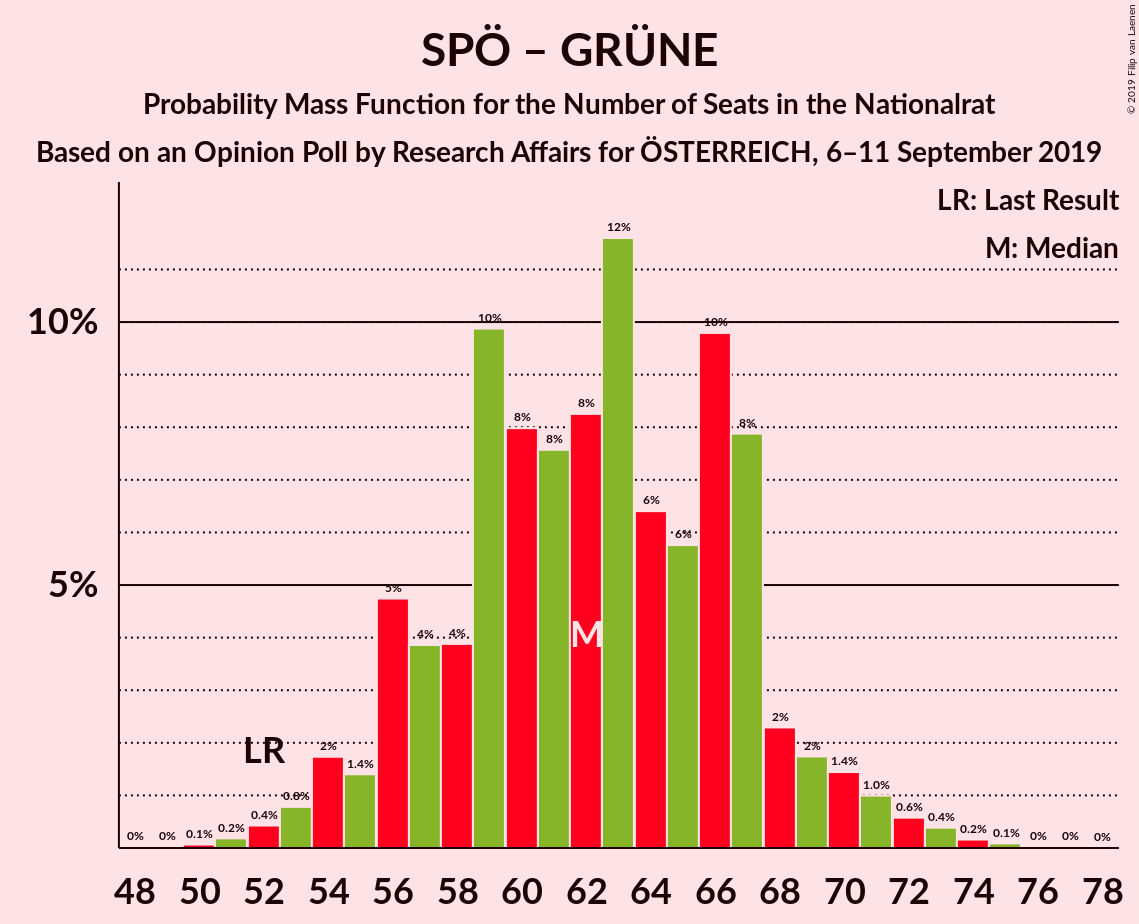 SPÖ – GRÜNE
Probability Mass Function for the Number of Seats in the Nationalrat
Based on an Opinion Poll by Research Affairs for ÖSTERREICH, 6–11 September 2019
© 2019 Filip van Laenen
LR: Last Result
M: Median
10%
5%
0% 0% 0.1% 0.2% 0.4% 0.8% 2% 1.4% 5% 4% 4% 10% 8% 8% 8% 12% 6% 6% 10% 8% 2% 2% 1.4% 1.0% 0.6% 0.4% 0.2% 0.1% 0% 0% 0%
LR
M
48 50 52 54 56 58 60 62 64 66 68 70 72 74 76 78